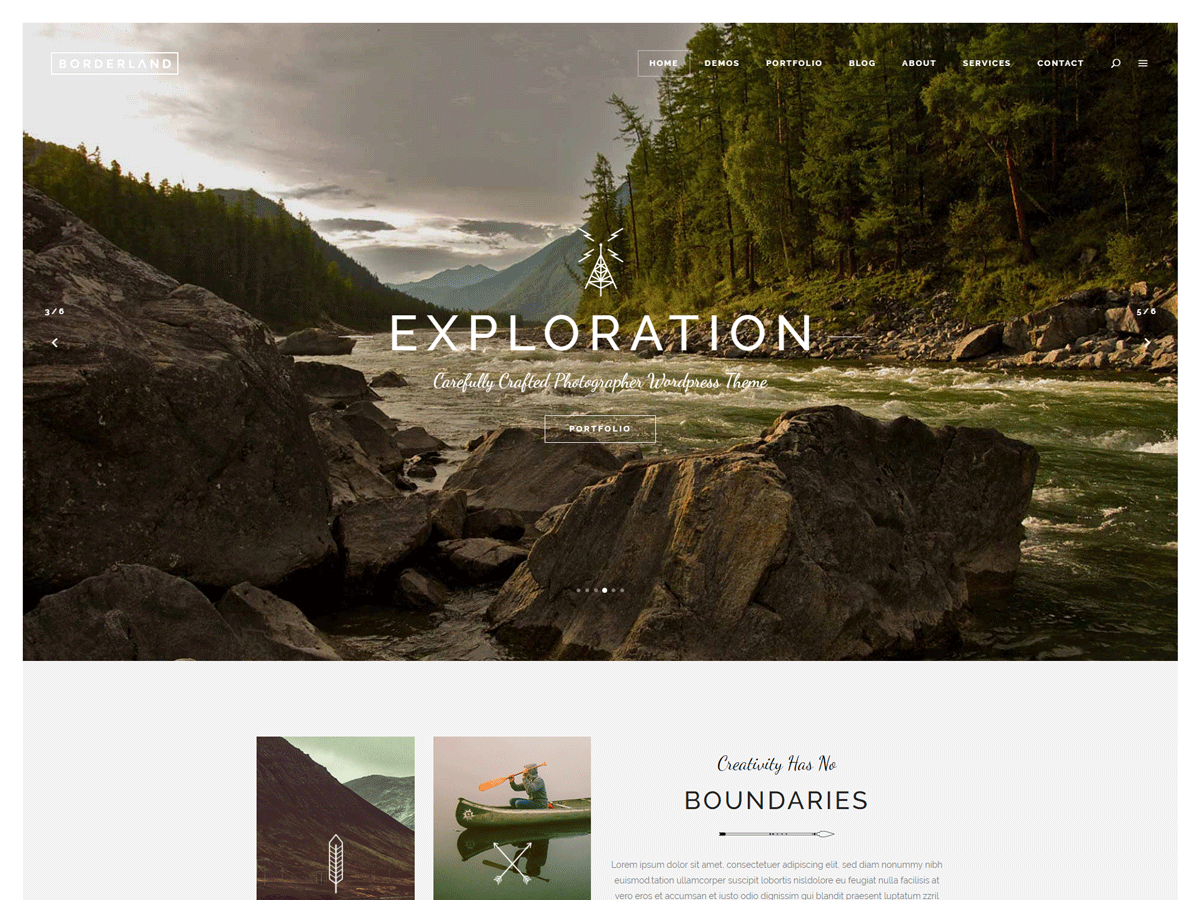 BORDERLAND
HOME DEMOS PORTFOLIO BLOG ABOUT SERVICES CONTACT
3/6
5/6
EXPLORATION
Carefully Crafted Photographer Wordpress Theme
PORTFOLIO
Creativity Has No
BOUNDARIES
Lorem ipsum dolor sit amet, consectetuer adipiscing elit, sed diam nonummy nibh
euismod.tation ullamcorper suscipit lobortis nisldolore eu feugiat nulla facilisis at
vero eros et accumsan et iusto odio dignissim qui blandit praesent luptatum zzril